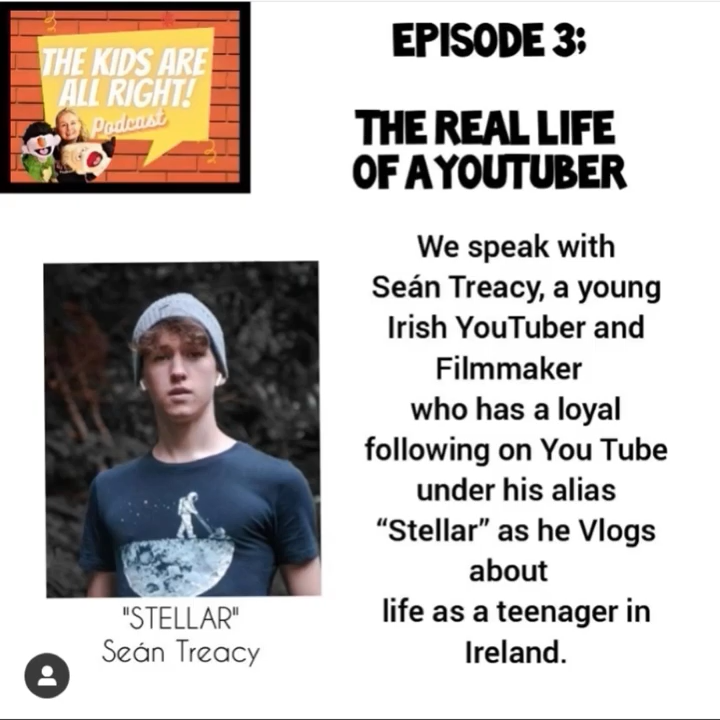 THE KIDS ARE
ALL RIGHT!
Podcast
EPISODE 3;
THE REAL LIFE
OF A YOUTUBER
We speak with
Seán Treacy, a young
Irish YouTuber and
Filmmaker
who has a loyal
following on You Tube
under his alias
“Stellar” as he Vlogs
about
life as a teenager in
Ireland.
"STELLAR"
Seán Treacy